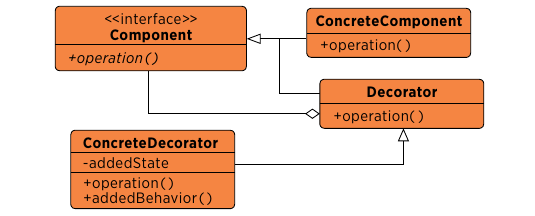 <<interface>>
Component
+operation()
ConcreteComponent
+operation()
Decorator
+operation()
ConcreteDecorator
-addedState
+operation()
+addedBehavior()